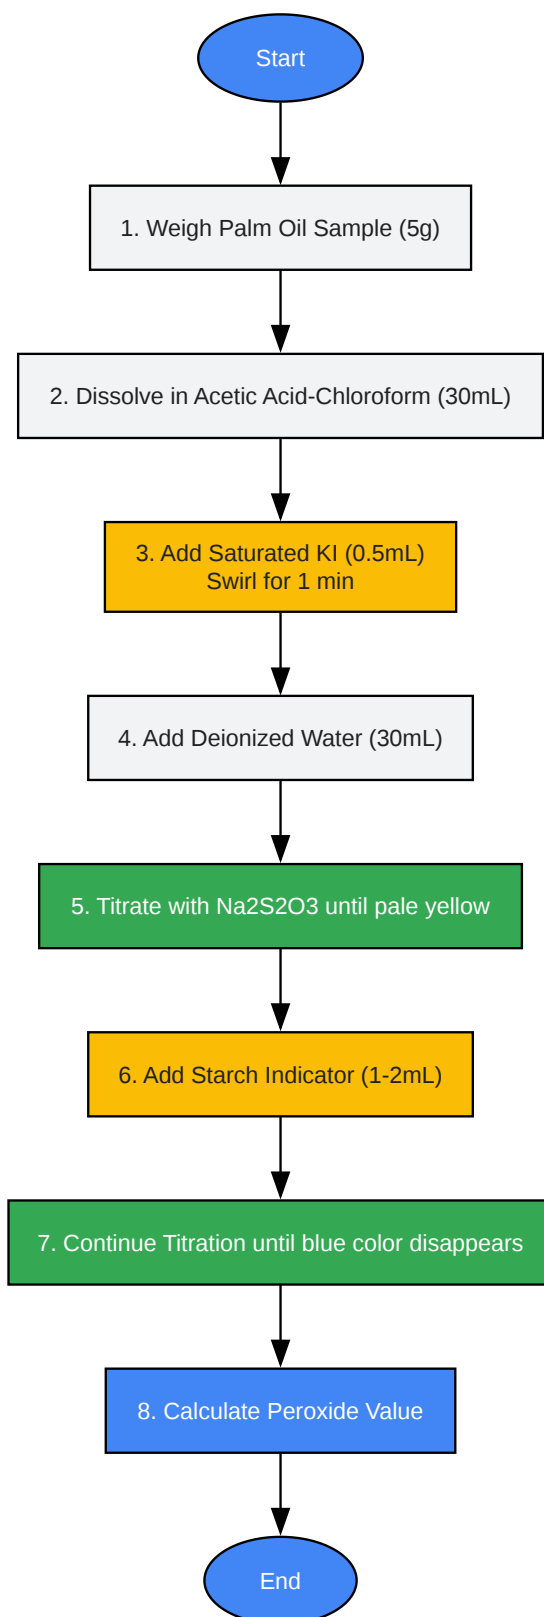 Start
1. Weigh Palm Oil Sample (5g)
2. Dissolve in Acetic Acid-Chloroform (30mL)
3. Add Saturated KI (0.5mL)
Swirl for 1 min
4. Add Deionized Water (30mL)
5. Titrate with Na2S2O3 until pale yellow
6. Add Starch Indicator (1-2mL)
7. Continue Titration until blue color disappears
8. Calculate Peroxide Value
End